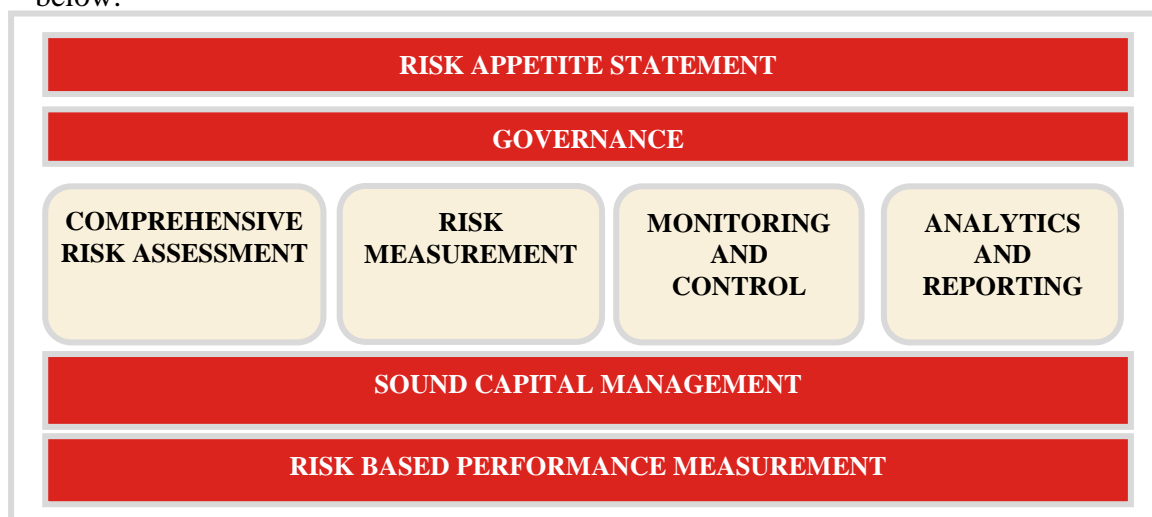 below:
RISK APPETITE STATEMENT
GOVERNANCE
COMPREHENSIVE
RISK ASSESSMENT
RISK
MEASUREMENT
MONITORING
AND
CONTROL
ANALYTICS
AND
REPORTING
SOUND CAPITAL MANAGEMENT
RISK BASED PERFORMANCE MEASUREMENT